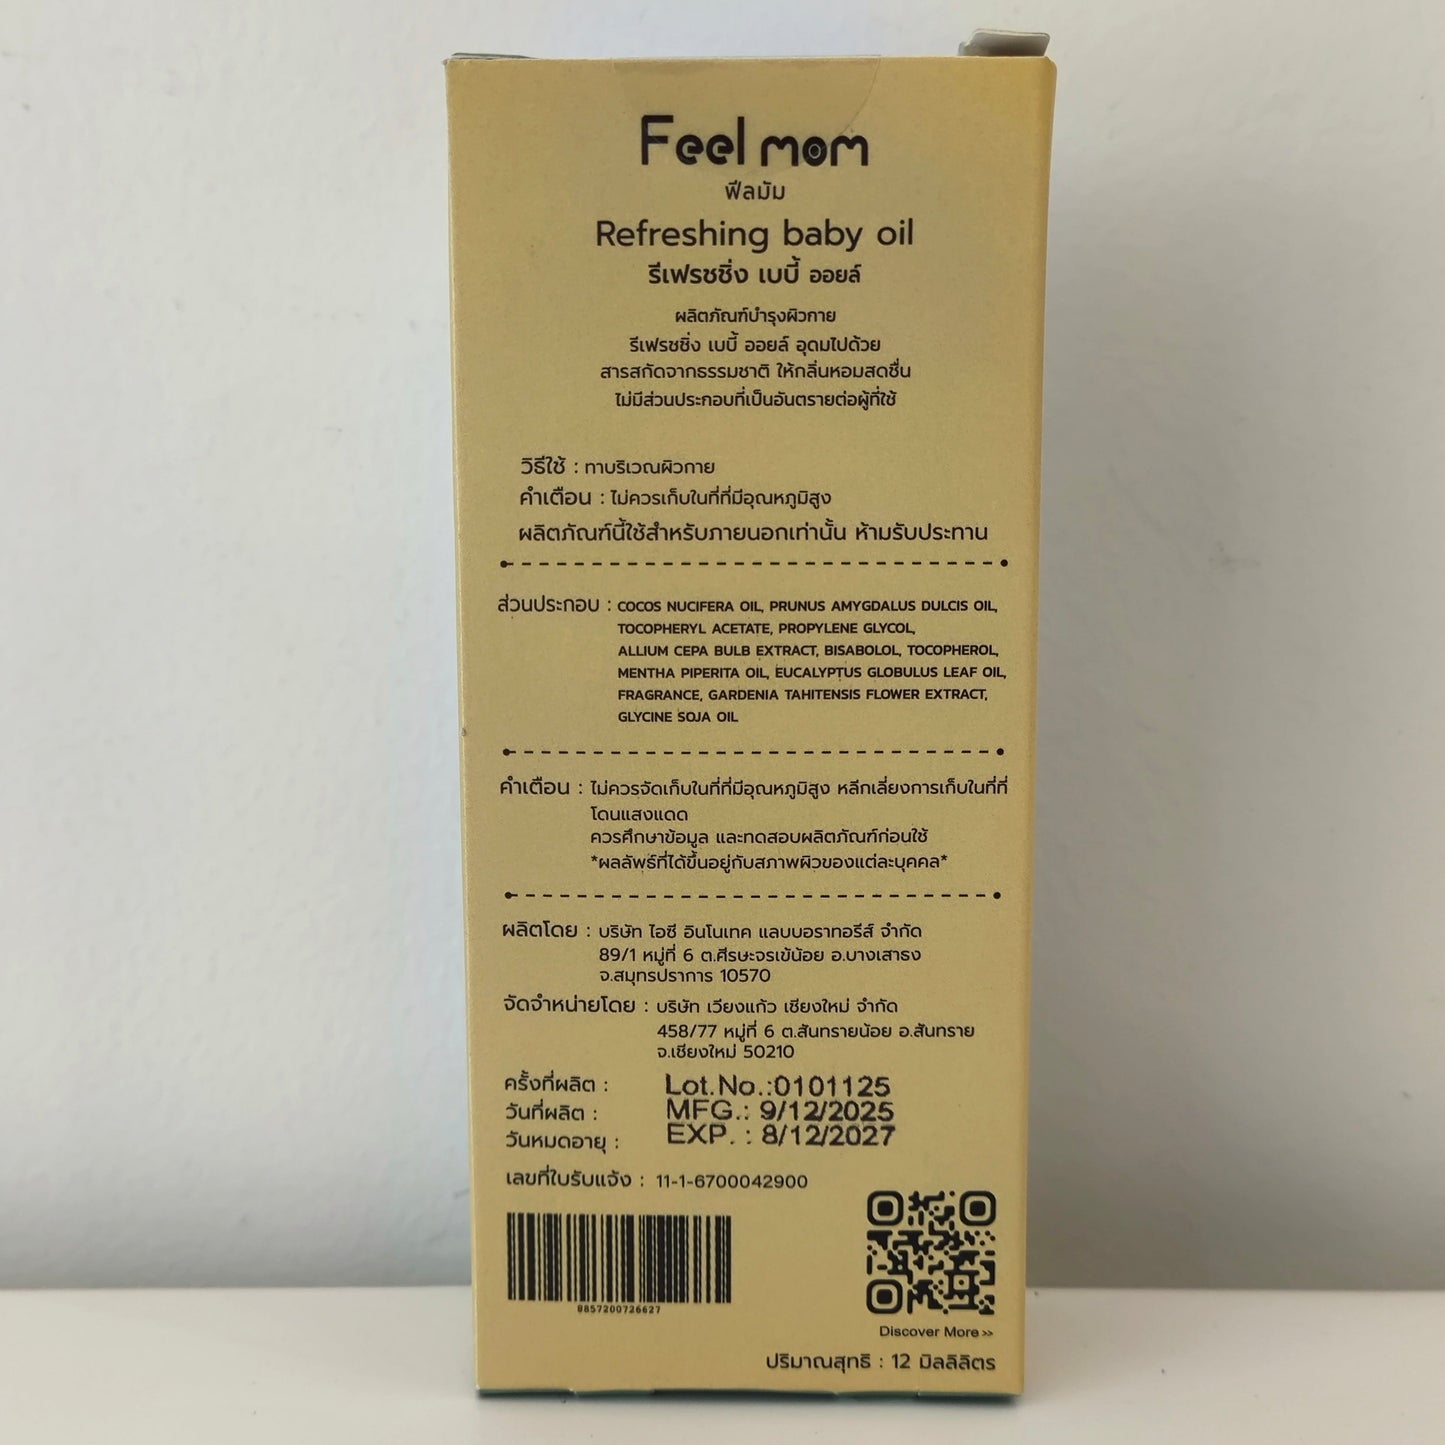 Feel mom
ฟีลมัม
Refreshing baby oil
รีเฟรชชิ่ง เบบี้ ออยล์
ผลิตภัณฑ์บำรุงผิวกาย
รีเฟรชชิ่ง เบบี้ ออยล์ อุดมไปด้วย
สารสกัดจากธรรมชาติ ให้กลิ่นหอมสดชื่น
ไม่มีส่วนประกอบที่เป็นอันตรายต่อผู้ที่ใช้
วิธีใช้ : ทาบริเวณผิวกาย
คำเตือน : ไม่ควรเก็บในที่ที่มีอุณหภูมิสูง
ผลิตภัณฑ์นี้ใช้สำหรับภายนอกเท่านั้น ห้ามรับประทาน
ส่วนประกอบ : COCOS NUCIFERA OIL, PRUNUS AMYGDALUS DULCIS OIL,
TOCOPHERYL ACETATE, PROPYLENE GLYCOL,
ALLIUM CEPA BULB EXTRACT, BISABOLOL, TOCOPHEROL,
MENTHA PIPERITA OIL, EUCALYPTUS GLOBULUS LEAF OIL,
FRAGRANCE, GARDENIA TAHITENSIS FLOWER EXTRACT,
GLYCINE SOJA OIL
คำเตือน : ไม่ควรจัดเก็บในที่ที่มีอุณหภูมิสูง หลีกเลี่ยงการเก็บในที่ที่
โดนแสงแดด
ควรศึกษาข้อมูล และทดสอบผลิตภัณฑ์ก่อนใช้
*ผลลัพธ์ที่ได้ขึ้นอยู่กับสภาพผิวของแต่ละบุคคล*
ผลิตโดย : บริษัท ไอซี อินโนเทค แลบบอราทอรีส์ จำกัด
89/1 หมู่ที่ 6 ต.ศีรษะจรเข้น้อย อ.บางเสาธง
จ.สมุทรปราการ 10570
จัดจำหน่ายโดย : บริษัท เวียงแก้ว เชียงใหม่ จำกัด
458/77 หมู่ที่ 6 ต.สันทรายน้อย อ.สันทราย
จ.เชียงใหม่ 50210
ครั้งที่ผลิต : Lot.No.:0101125
วันที่ผลิต : MFG.: 9/12/2025
วันหมดอายุ : EXP. : 8/12/2027
เลขที่ใบรับแจ้ง : 11-1-6700042900
8857200726627
Discover More >>
ปริมาณสุทธิ : 12 มิลลิลิตร